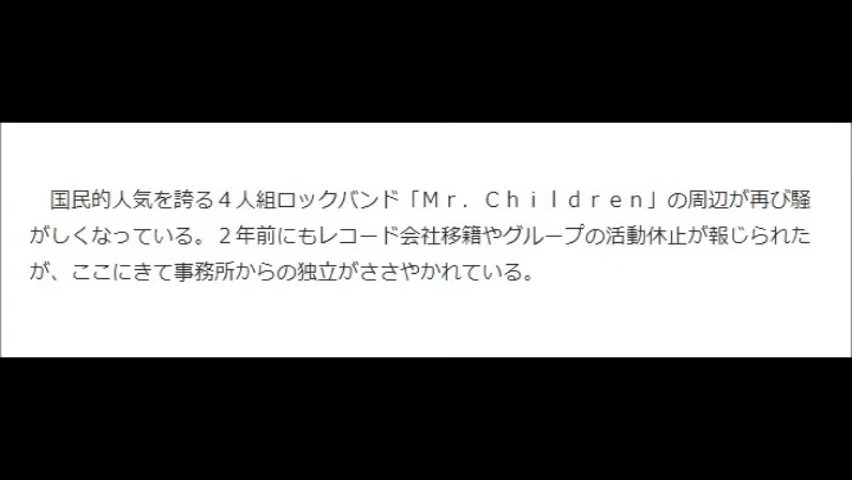 国民的人気を誇る４人組ロックバンド「Ｍｒ．Ｃｈｉｌｄｒｅｎ」の周辺が再び騒
がしくなっている。２年前にもレコード会社移籍やグループの活動休止が報じられた
が、ここにきて事務所からの独立がささやかれている。